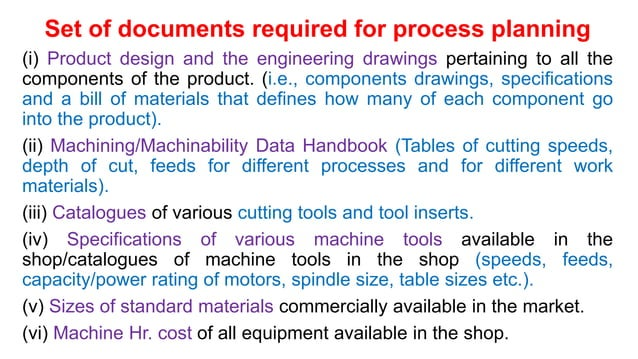 Set of documents required for process planning
(i) Product design and the engineering drawings pertaining to all the
components of the product. (i.e., components drawings, specifications
and a bill of materials that defines how many of each component go
into the product).
(ii) Machining/Machinability Data Handbook (Tables of cutting speeds,
depth of cut, feeds for different processes and for different work
materials).
(iii) Catalogues of various cutting tools and tool inserts.
(iv) Specifications of various machine tools available in the
shop/catalogues of machine tools in the shop (speeds, feeds,
capacity/power rating of motors, spindle size, table sizes etc.).
(v) Sizes of standard materials commercially available in the market.
(vi) Machine Hr. cost of all equipment available in the shop.